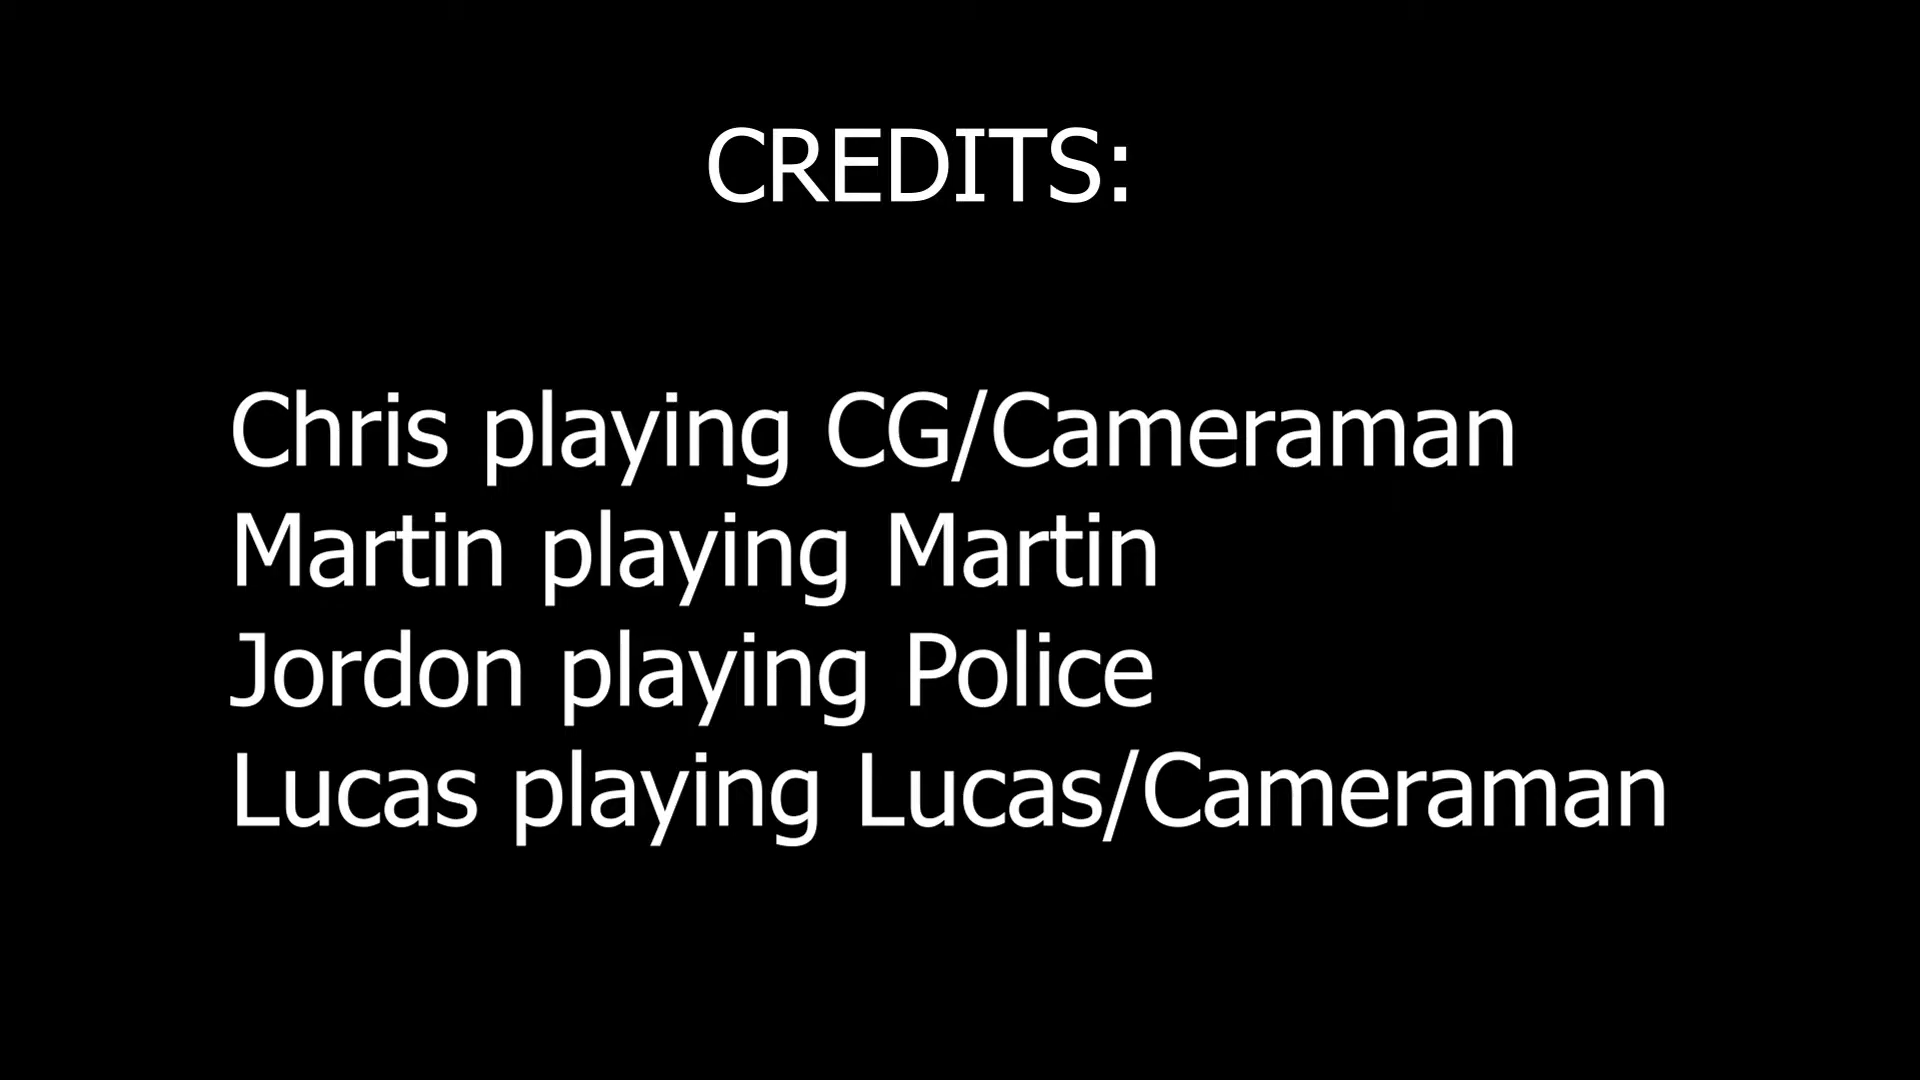 CREDITS:
Chris playing CG/Cameraman
Martin playing Martin
Jordon playing Police
Lucas playing Lucas/Cameraman